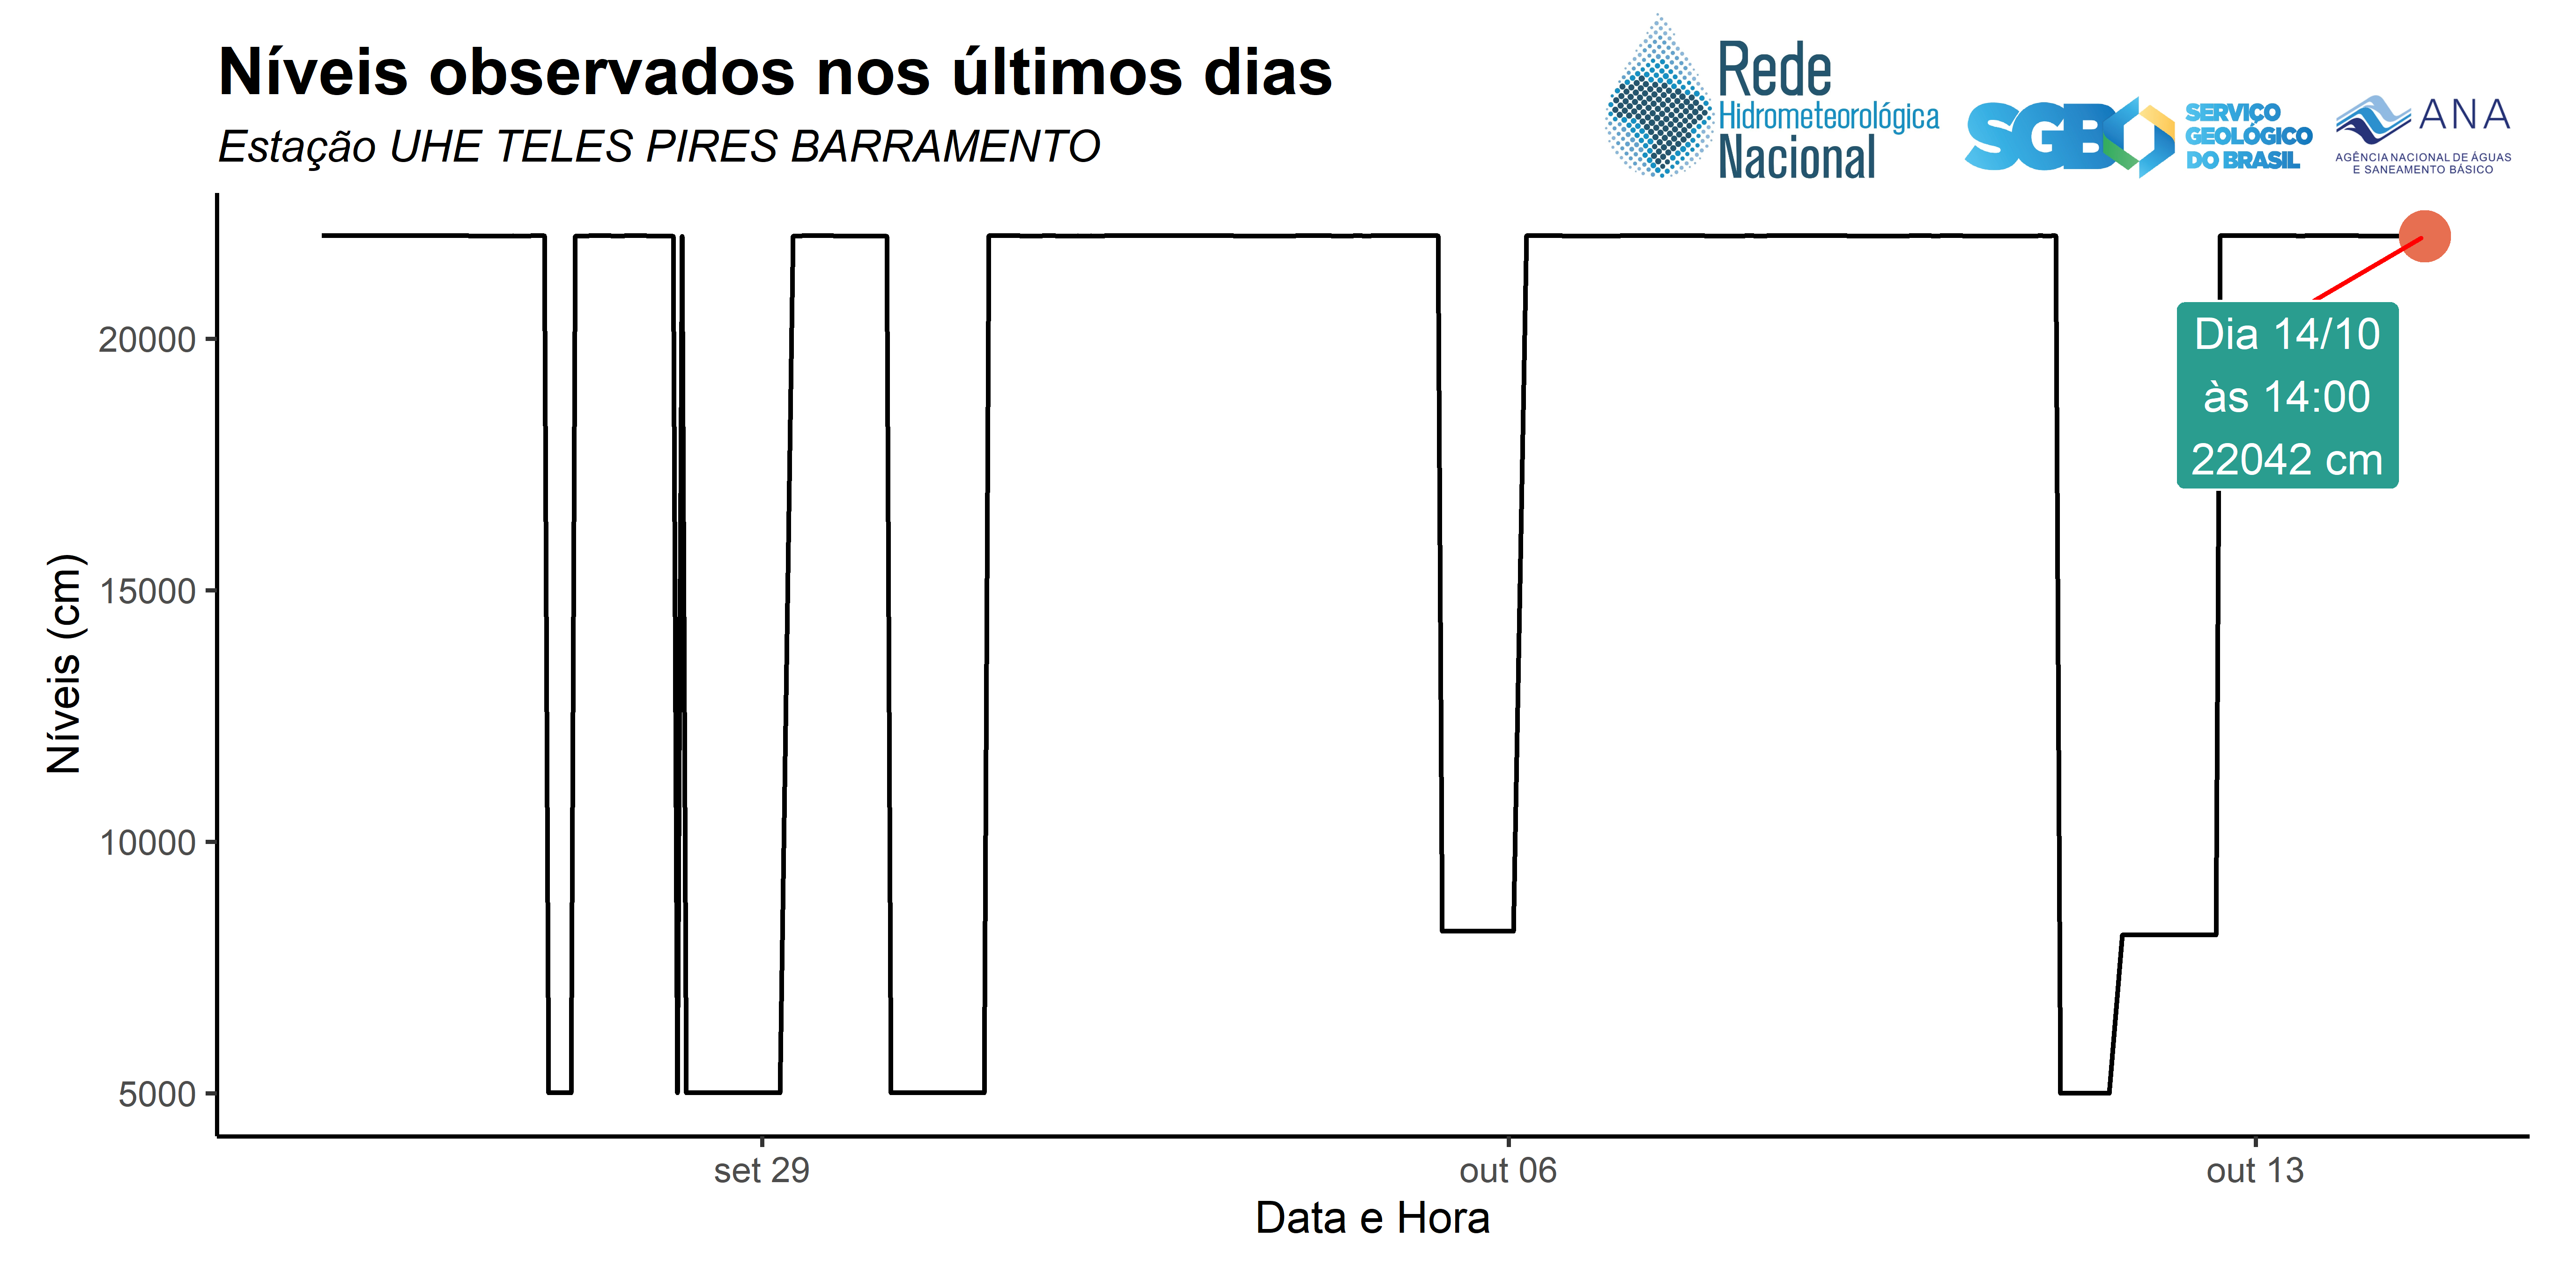 Níveis observados nos últimos dias
Estação UHE TELES PIRES BARRAMENTO
Rede
Hidrometeorológica
Nacional
SGB
SERVIÇO
GEOLÓGICO
DO BRASIL
ANA
AGÊNCIA NACIONAL DE ÁGUAS
E SANEAMENTO BÁSICO
Níveis (cm)
20000
15000
10000
5000
Dia 14/10
às 14:00
22042 cm
set 29
out 06
out 13
Data e Hora